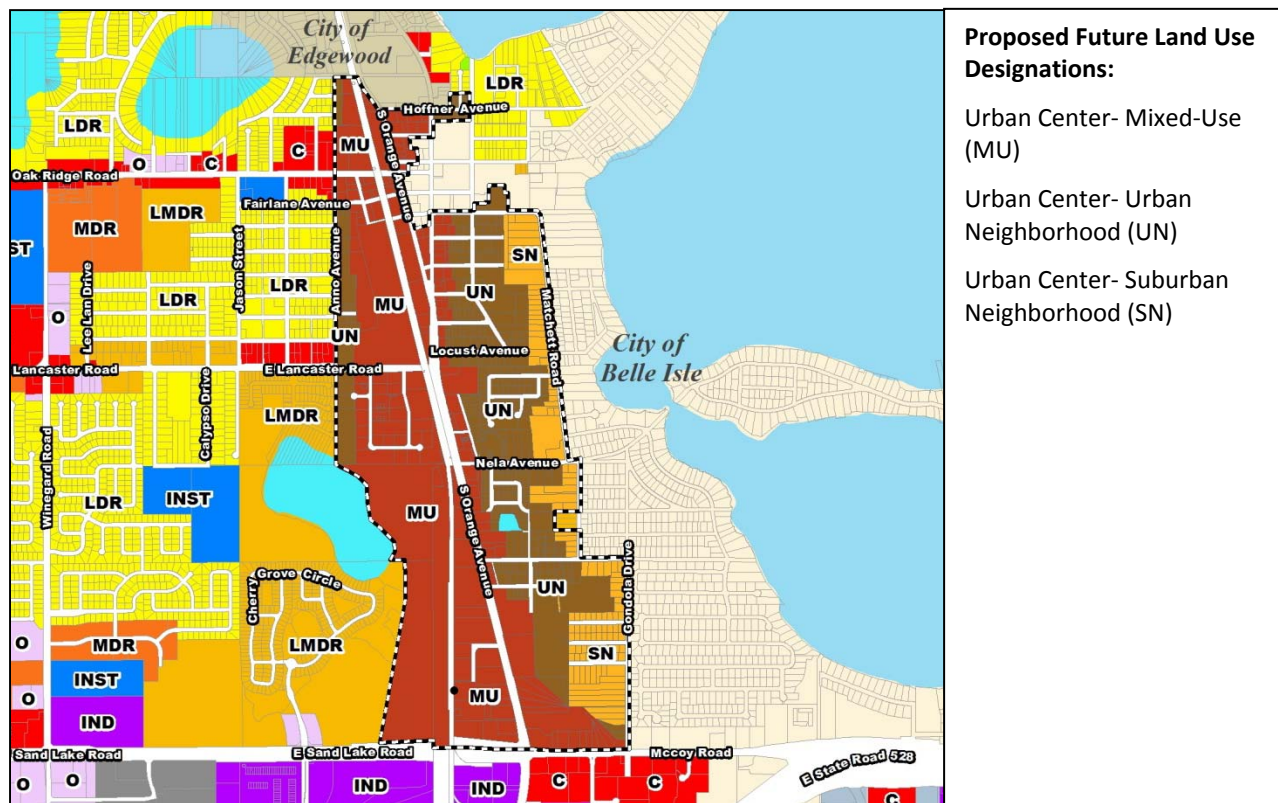 City of
Edgewood
LDR
Hoffner Avenue
LDR
MU
S Orange Avenue
O
C
C
Oak Ridge Road
Fairlane Avenue
LMDR
MDR
ST
SN
Jason Street
Anno Avenue
LDR
LDR
UN
MU
Matchett Road
O
Lee Lan Drive
UN
Locust Avenue
City of
Belle Isle
Lancaster Road
E Lancaster Road
Calypso Drive
LMDR
UN
Winegard Road
Nela Avenue
LDR
INST
MU
S Orange Avenue
Cherry Grove Circle
UN
Gondola Drive
O
MDR
LMDR
SN
INST
O
MU
IND
Sand Lake Road
E Sand Lake Road
Mccoy Road
E State Road 528
O
O
IND
IND
C
C
C
Proposed Future Land Use
Designations:
Urban Center- Mixed-Use
(MU)
Urban Center- Urban
Neighborhood (UN)
Urban Center- Suburban
Neighborhood (SN)